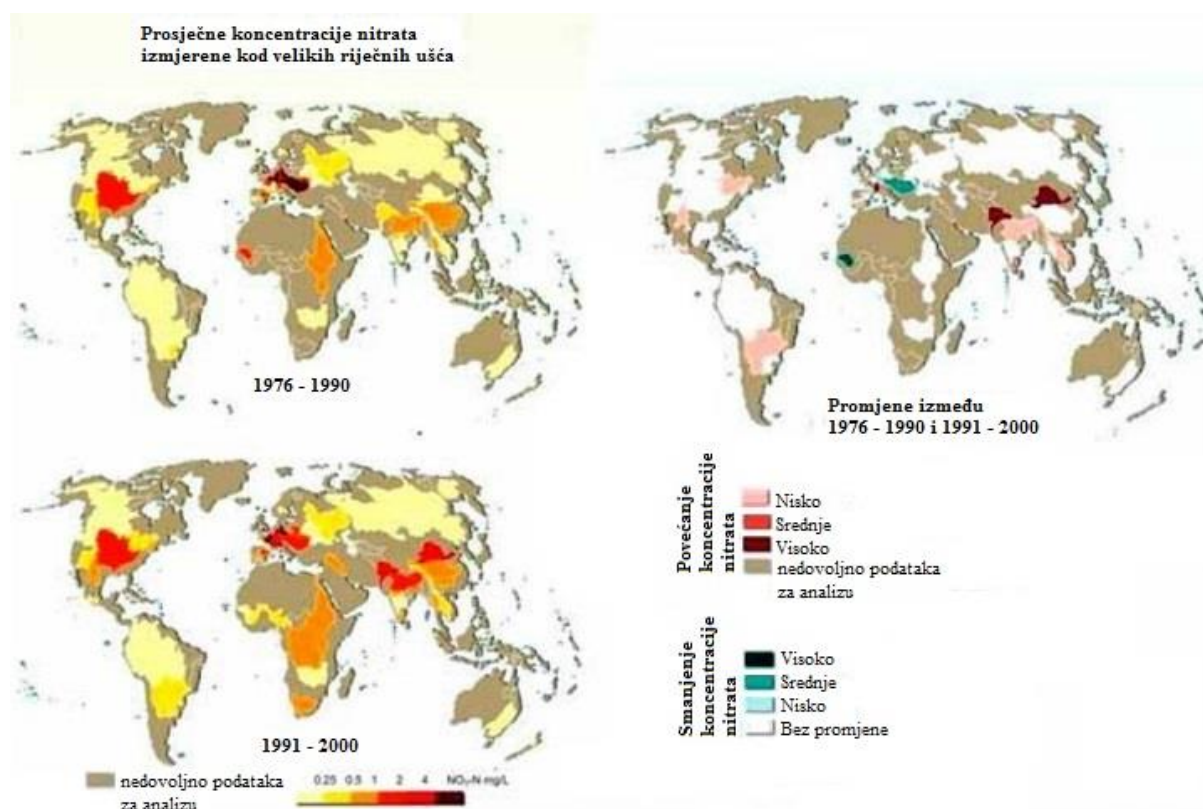 Prosječne koncentracije nitrata
izmjerene kod velikih riječnih ušća
1976 - 1990
Promjene između
1976 - 1990 i 1991 - 2000
Povećanje
koncentracije
nitrata
Nisko
Srednje
Visoko
nedovoljno podataka
za analizu
Smanjenje
koncentracije
nitrata
Visoko
Srednje
Nisko
Bez promjene
1991 - 2000
nedovoljno podataka
za analizu
0.25 0.5 1 2 4 NO₃-N mg/L